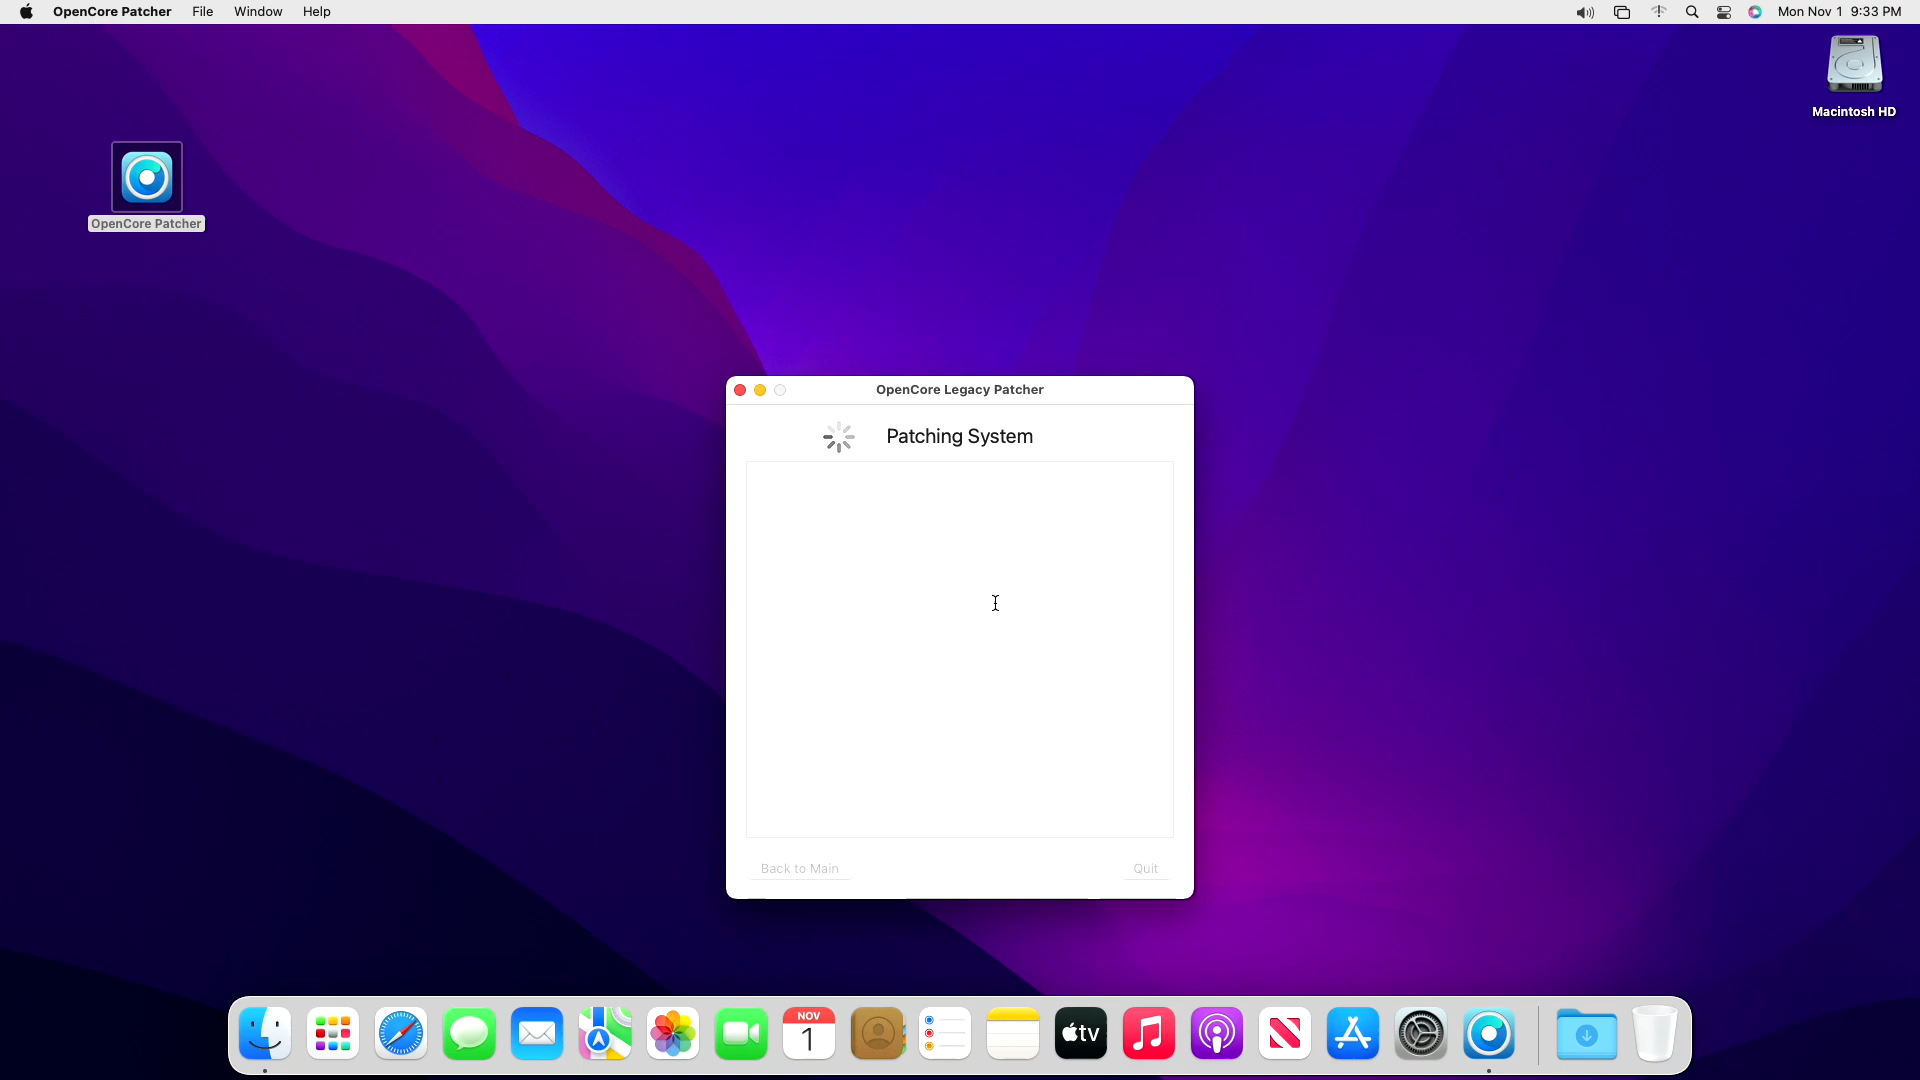 OpenCore Patcher File Window Help Mon Nov 1 9:33 PM
Macintosh HD
OpenCore Patcher
OpenCore Legacy Patcher
Patching System
Back to Main Quit
NOV
1
tv